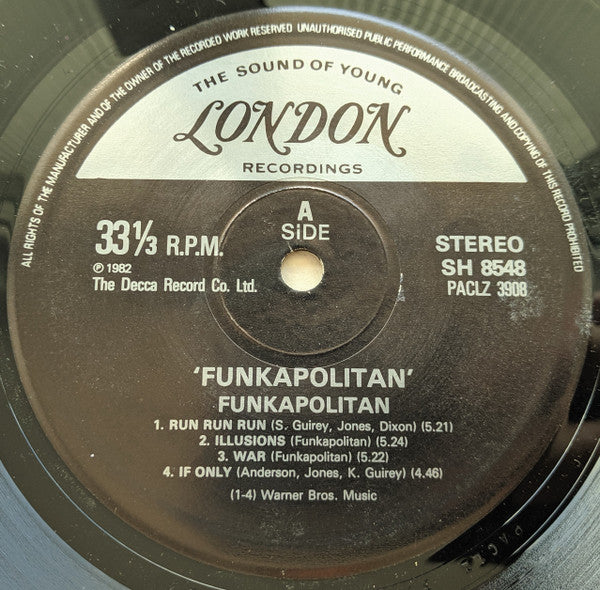 ALL RIGHTS OF THE MANUFACTURER AND OF THE OWNER OF THE RECORDED WORK RESERVED UNAUTHORISED PUBLIC PERFORMANCE BROADCASTING AND COPYING OF THIS RECORD PROHIBITED
THE SOUND OF YOUNG
LONDON
RECORDINGS
33⅓ R.P.M.
℗ 1982
The Decca Record Co. Ltd.
A
SiDE
STEREO
SH 8548
PACLZ 3908
'FUNKAPOLITAN'
FUNKAPOLITAN
1. RUN RUN RUN (S. Guirey, Jones, Dixon) (5.21)
2. ILLUSIONS (Funkapolitan) (5.24)
3. WAR (Funkapolitan) (5.22)
4. IF ONLY (Anderson, Jones, K. Guirey) (4.46)
(1-4) Warner Bros. Music